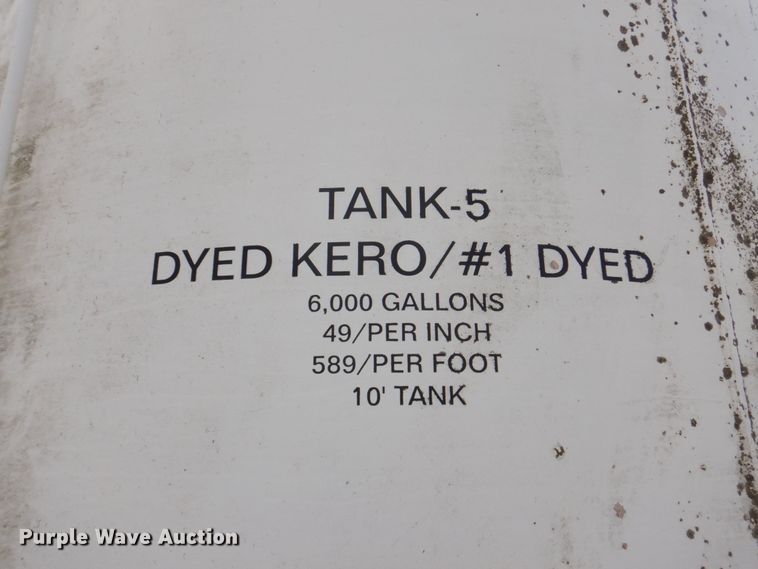 TANK-5
DYED KERO/#1 DYED
6,000 GALLONS
49/PER INCH
589/PER FOOT
10' TANK
Purple Wave Auction